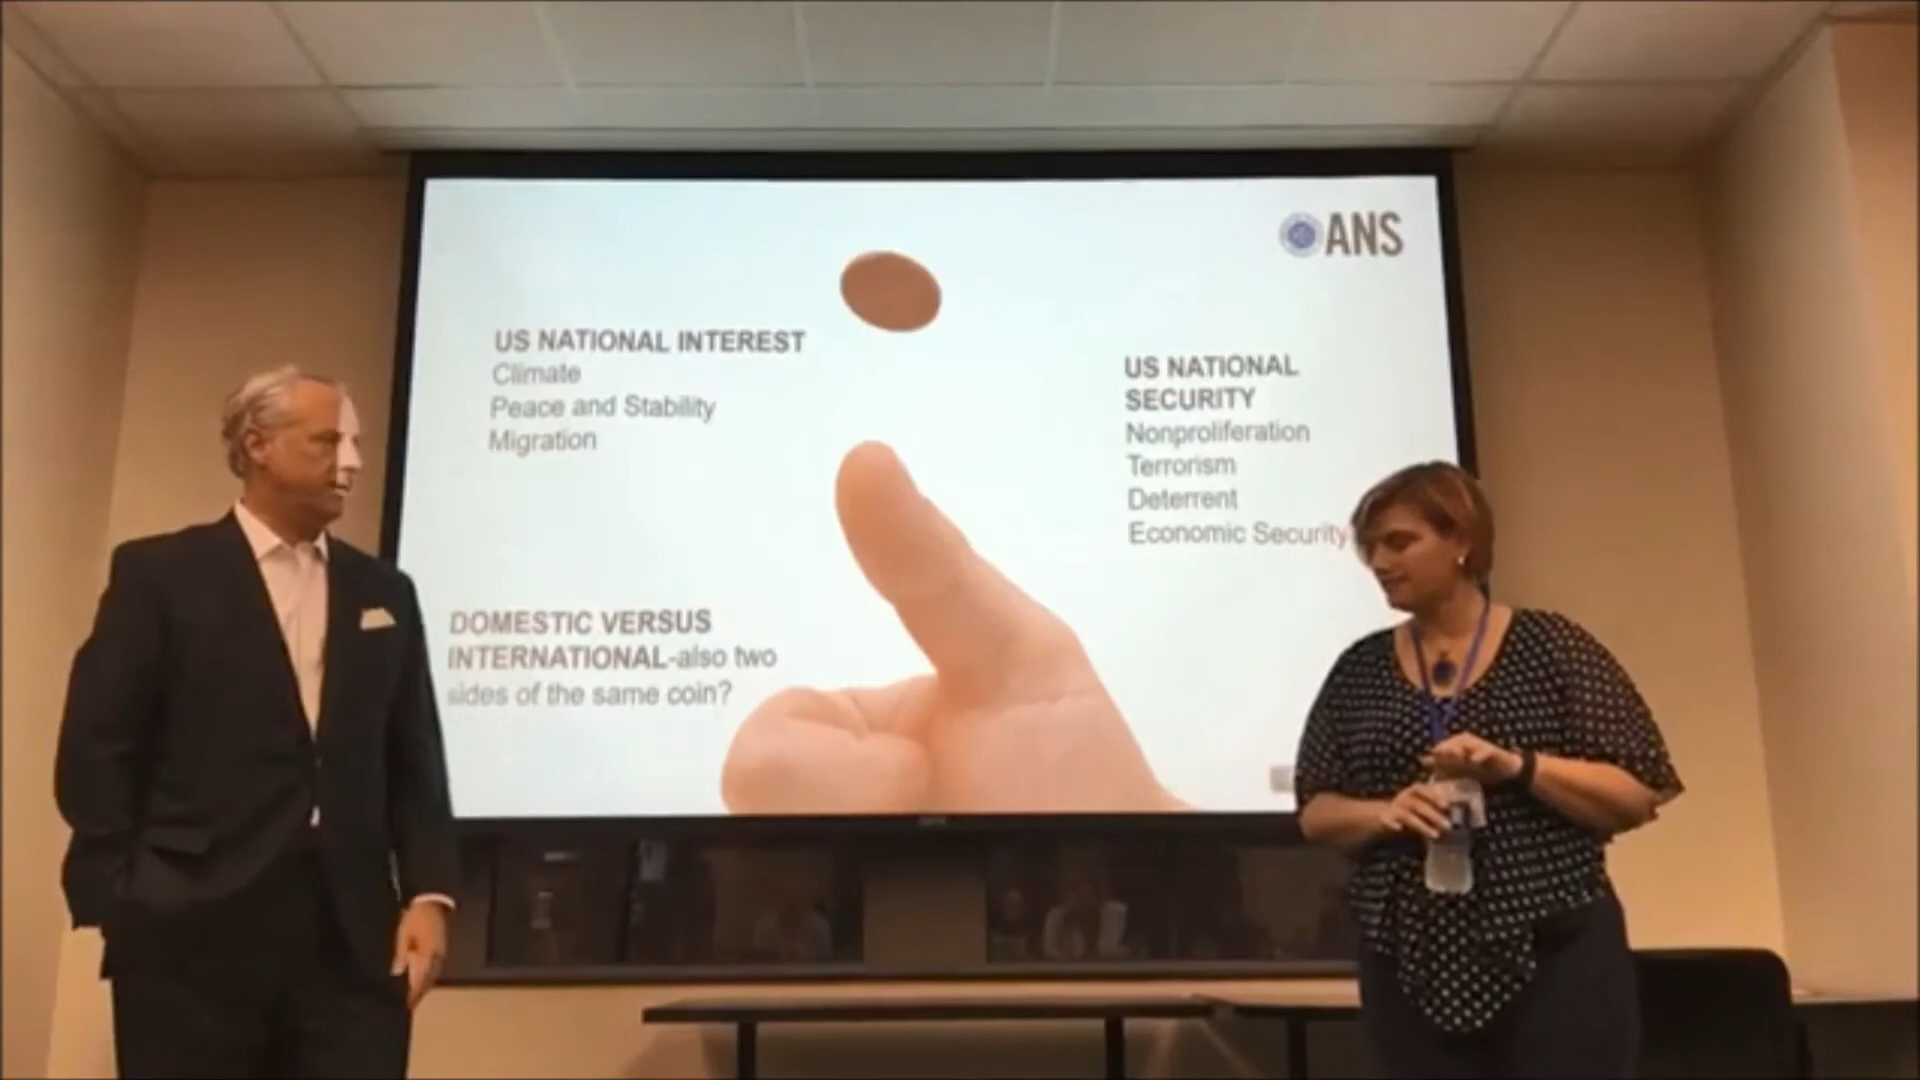 ANS
US NATIONAL INTEREST
Climate
Peace and Stability
Migration
US NATIONAL
SECURITY
Nonproliferation
Terrorism
Deterrent
Economic Security
DOMESTIC VERSUS
INTERNATIONAL-also two
sides of the same coin?